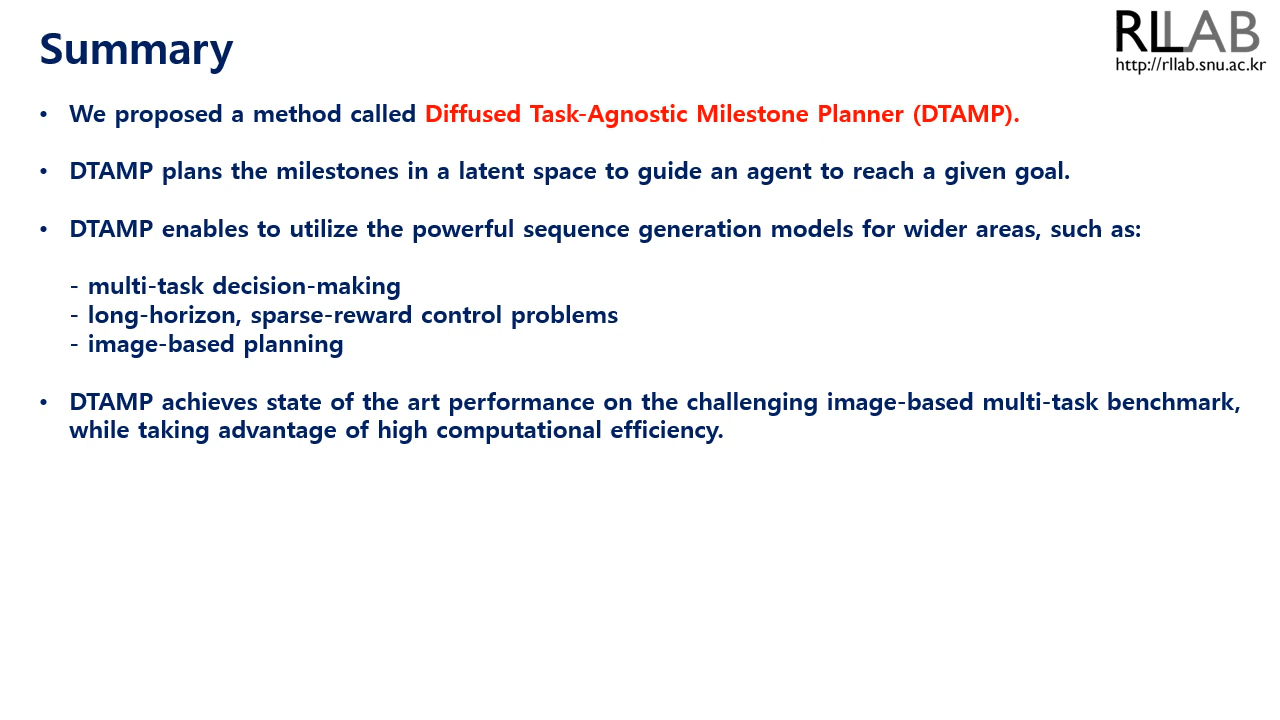 Summary
RLLAB
http://rllab.snu.ac.kr
• We proposed a method called Diffused Task-Agnostic Milestone Planner (DTAMP).
• DTAMP plans the milestones in a latent space to guide an agent to reach a given goal.
• DTAMP enables to utilize the powerful sequence generation models for wider areas, such as:
- multi-task decision-making
- long-horizon, sparse-reward control problems
- image-based planning
• DTAMP achieves state of the art performance on the challenging image-based multi-task benchmark,
while taking advantage of high computational efficiency.